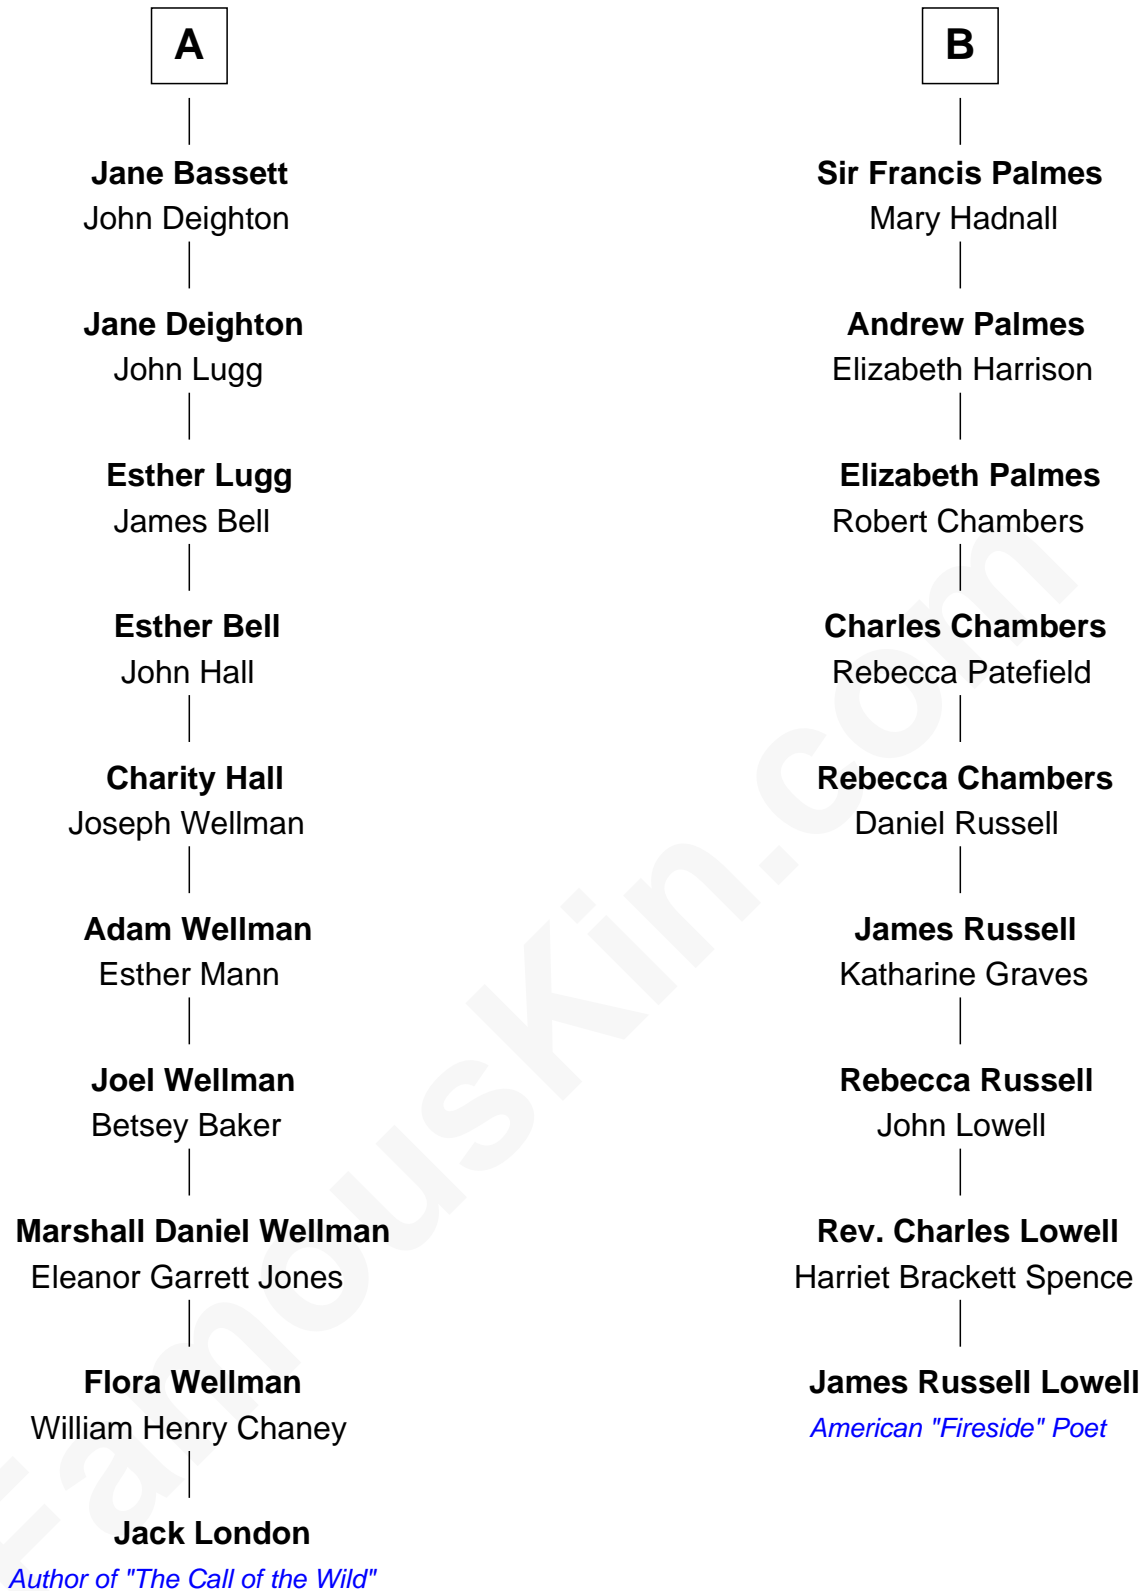 A
Jane Bassett
John Deighton
Jane Deighton
John Lugg
Esther Lugg
James Bell
Esther Bell
John Hall
Charity Hall
Joseph Wellman
Adam Wellman
Esther Mann
Joel Wellman
Betsey Baker
Marshall Daniel Wellman
Eleanor Garrett Jones
Flora Wellman
William Henry Chaney
Jack London
Author of "The Call of the Wild"
B
Sir Francis Palmes
Mary Hadnall
Andrew Palmes
Elizabeth Harrison
Elizabeth Palmes
Robert Chambers
Charles Chambers
Rebecca Patefield
Rebecca Chambers
Daniel Russell
James Russell
Katharine Graves
Rebecca Russell
John Lowell
Rev. Charles Lowell
Harriet Brackett Spence
James Russell Lowell
American "Fireside" Poet
FamousKin.com